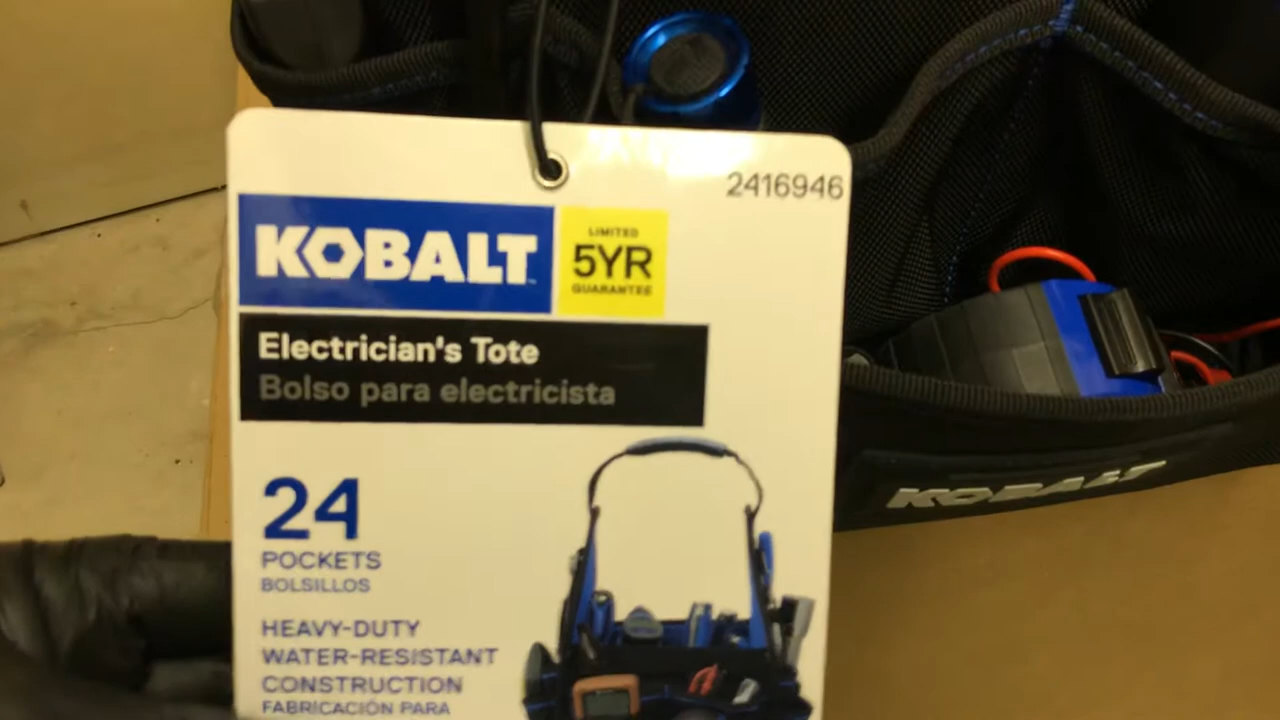 2416946
KOBALT
LIMITED
5YR
GUARANTEE
Electrician's Tote
Bolso para electricista
24
POCKETS
BOLSILLOS
HEAVY-DUTY
WATER-RESISTANT
CONSTRUCTION
FABRICACIÓN PARA
KOBALT